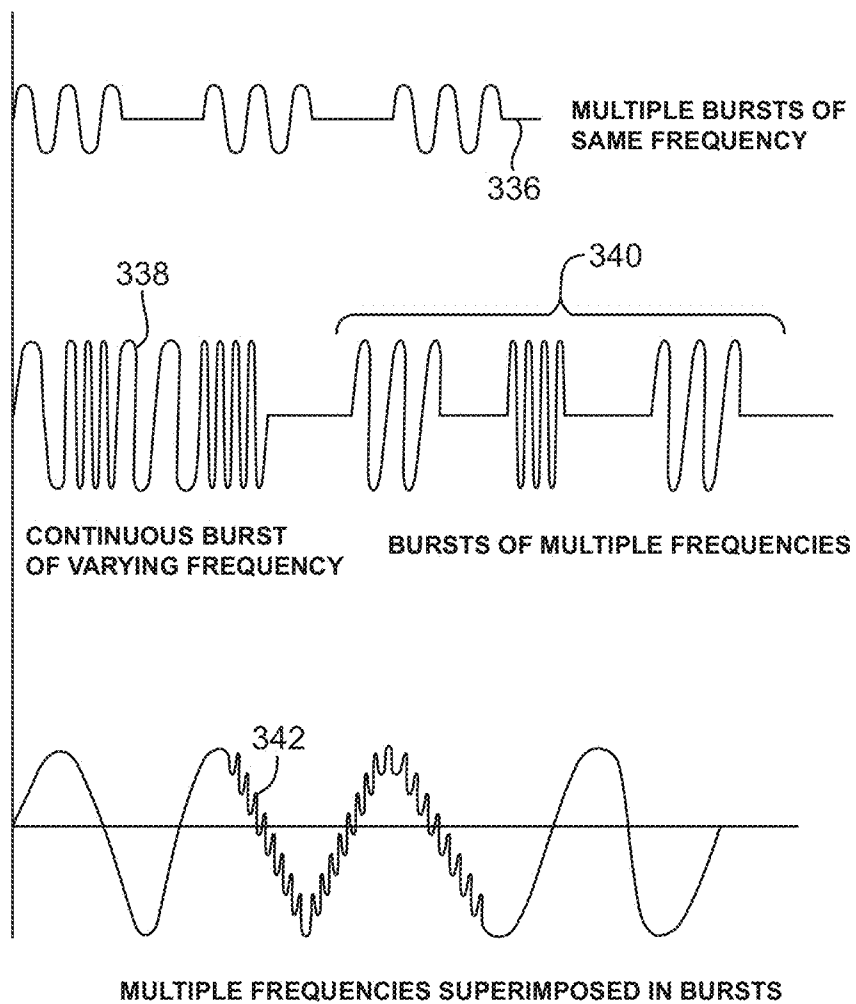 MULTIPLE BURSTS OF
SAME FREQUENCY
336
338
340
CONTINUOUS BURST
OF VARYING FREQUENCY
BURSTS OF MULTIPLE FREQUENCIES
342
MULTIPLE FREQUENCIES SUPERIMPOSED IN BURSTS